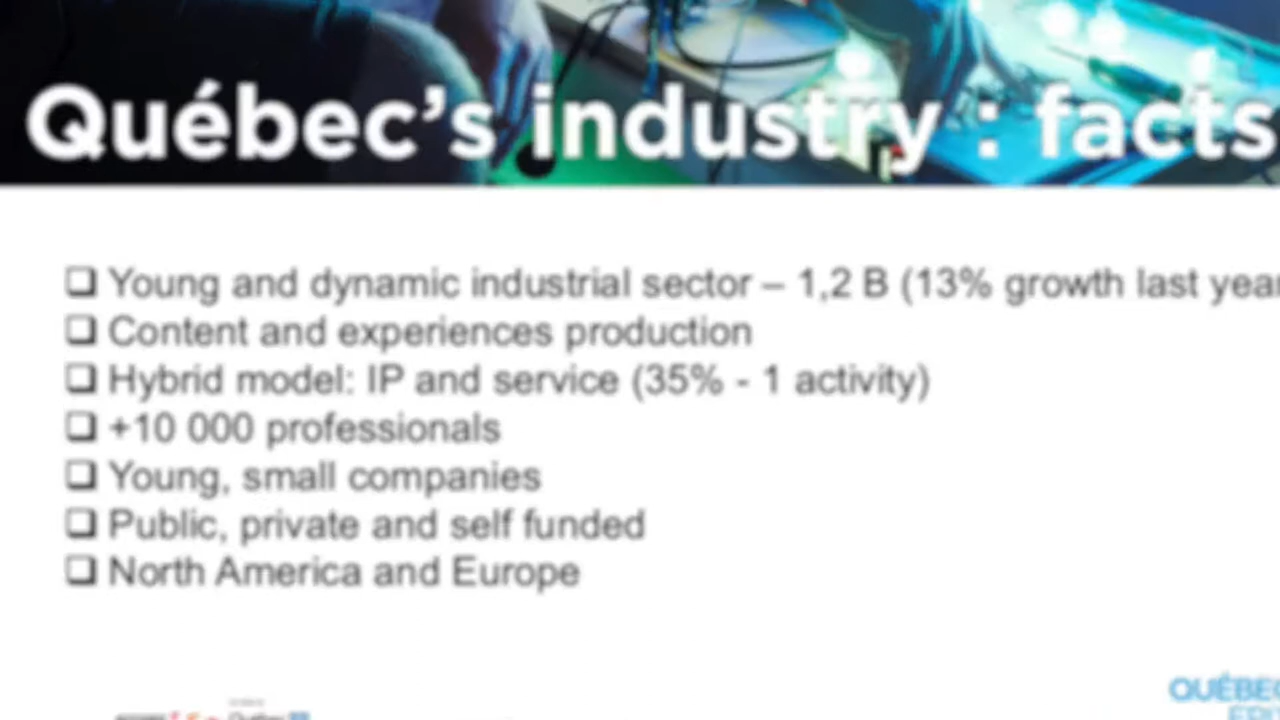 Québec's industry : facts
❑ Young and dynamic industrial sector – 1,2 B (13% growth last year
❑ Content and experiences production
❑ Hybrid model: IP and service (35% - 1 activity)
❑ +10 000 professionals
❑ Young, small companies
❑ Public, private and self funded
❑ North America and Europe
QUÉBEC
Québec